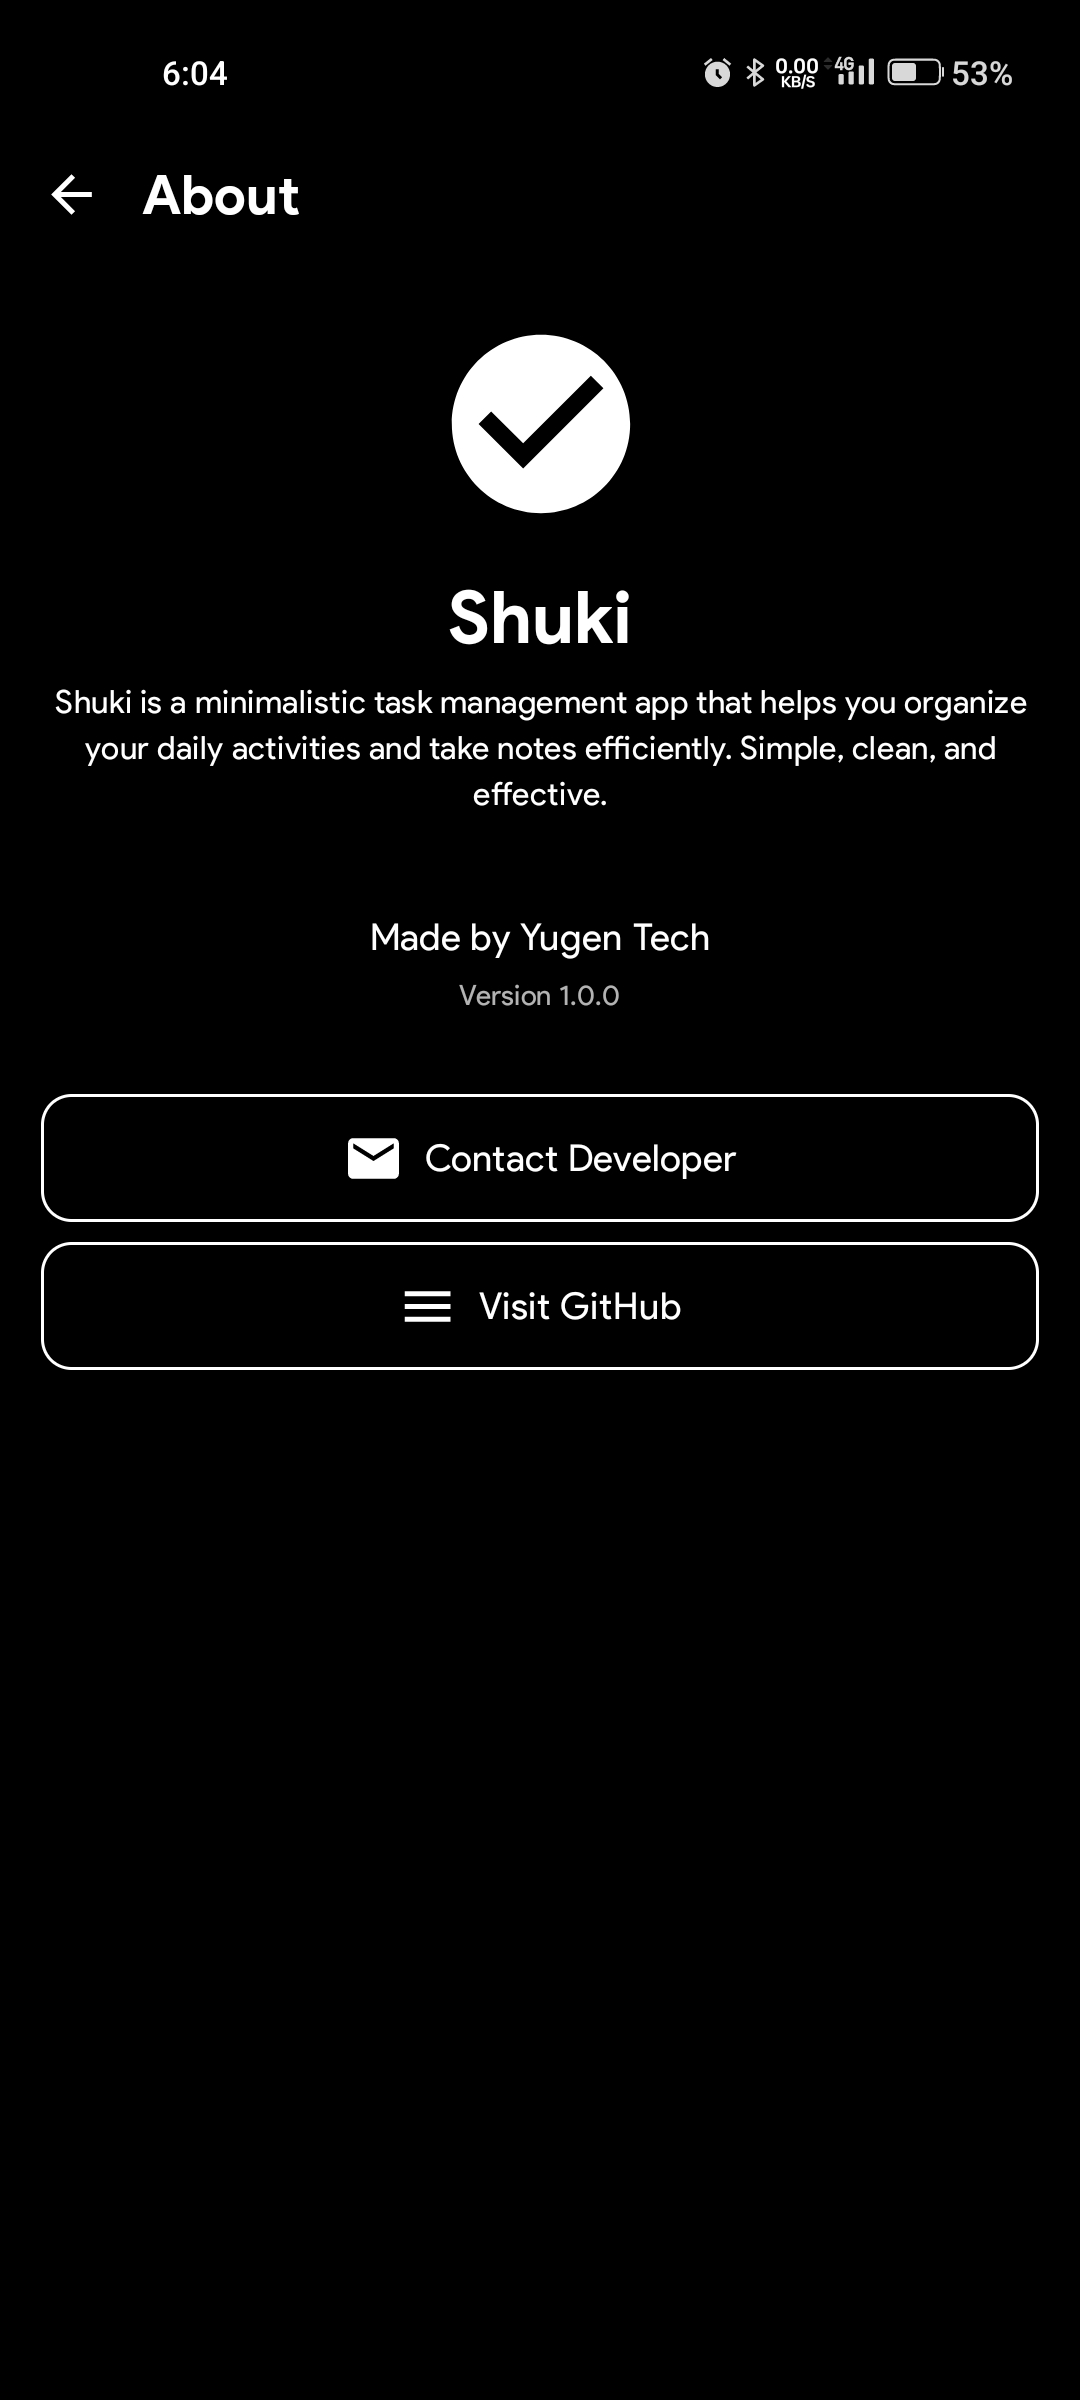 6:04
0.00
KB/S
4G
53%
About
Shuki
Shuki is a minimalistic task management app that helps you organize
your daily activities and take notes efficiently. Simple, clean, and
effective.
Made by Yugen Tech
Version 1.0.0
Contact Developer
Visit GitHub